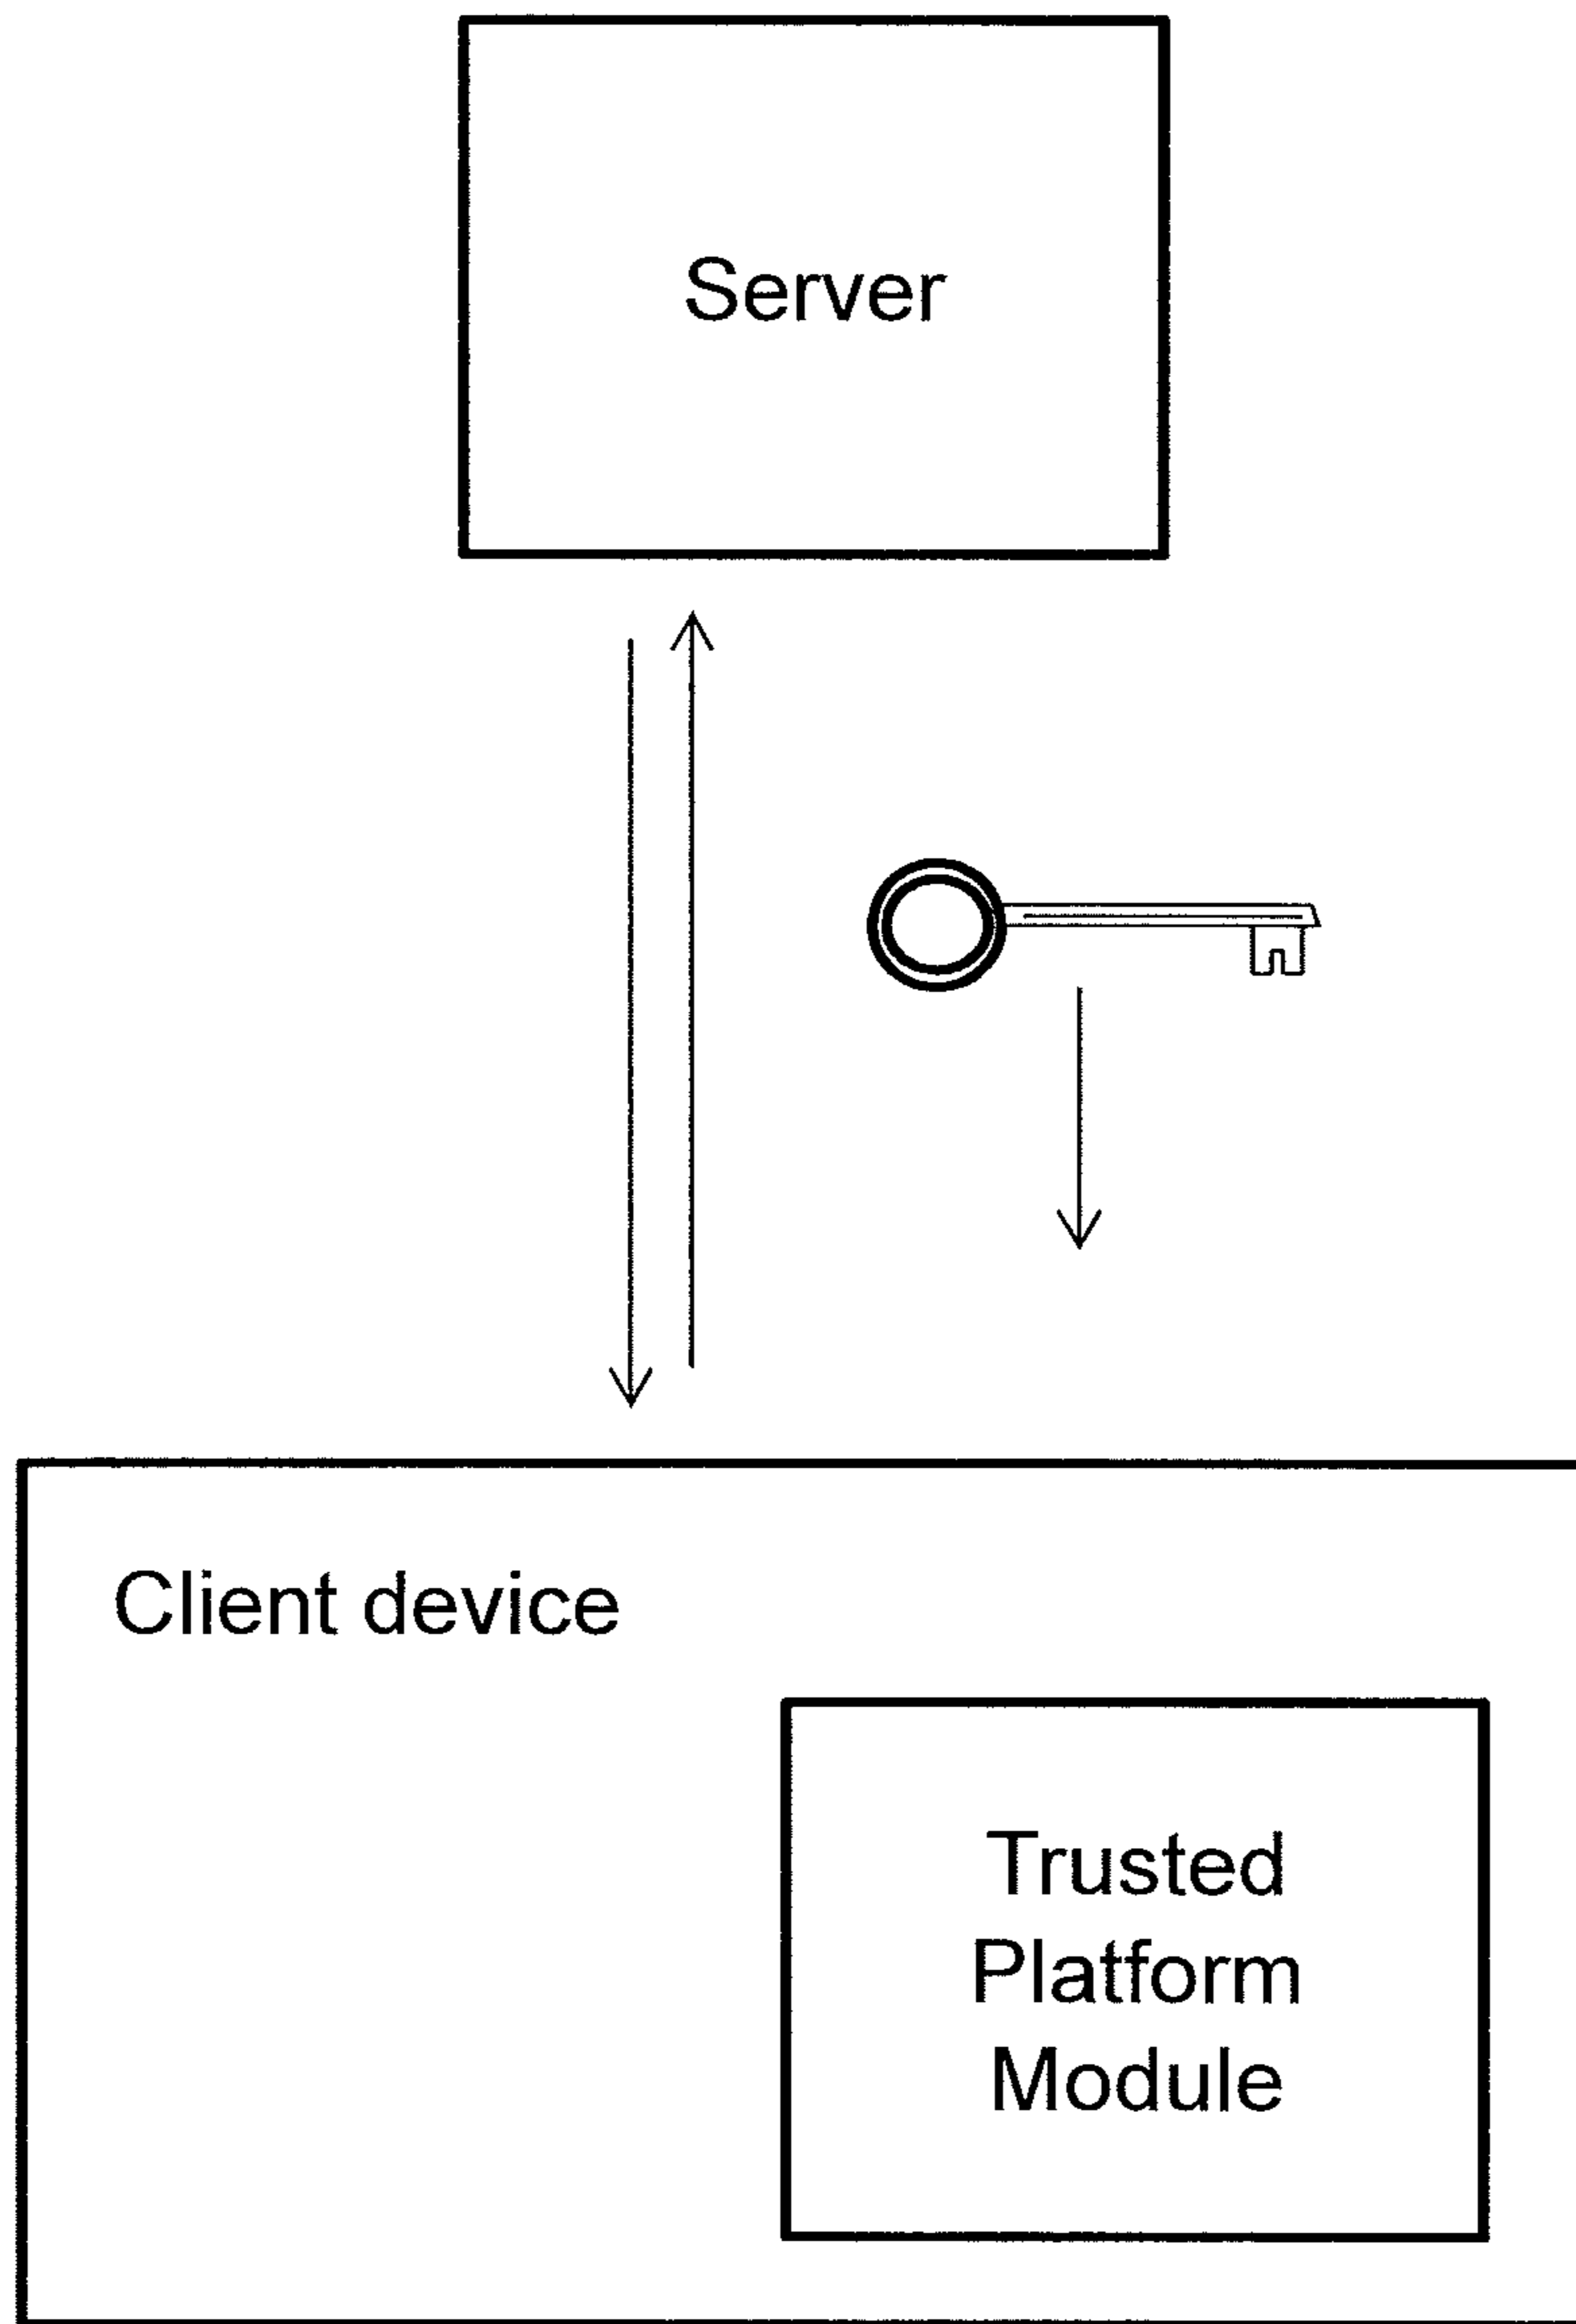 Server
Client device
Trusted
Platform
Module